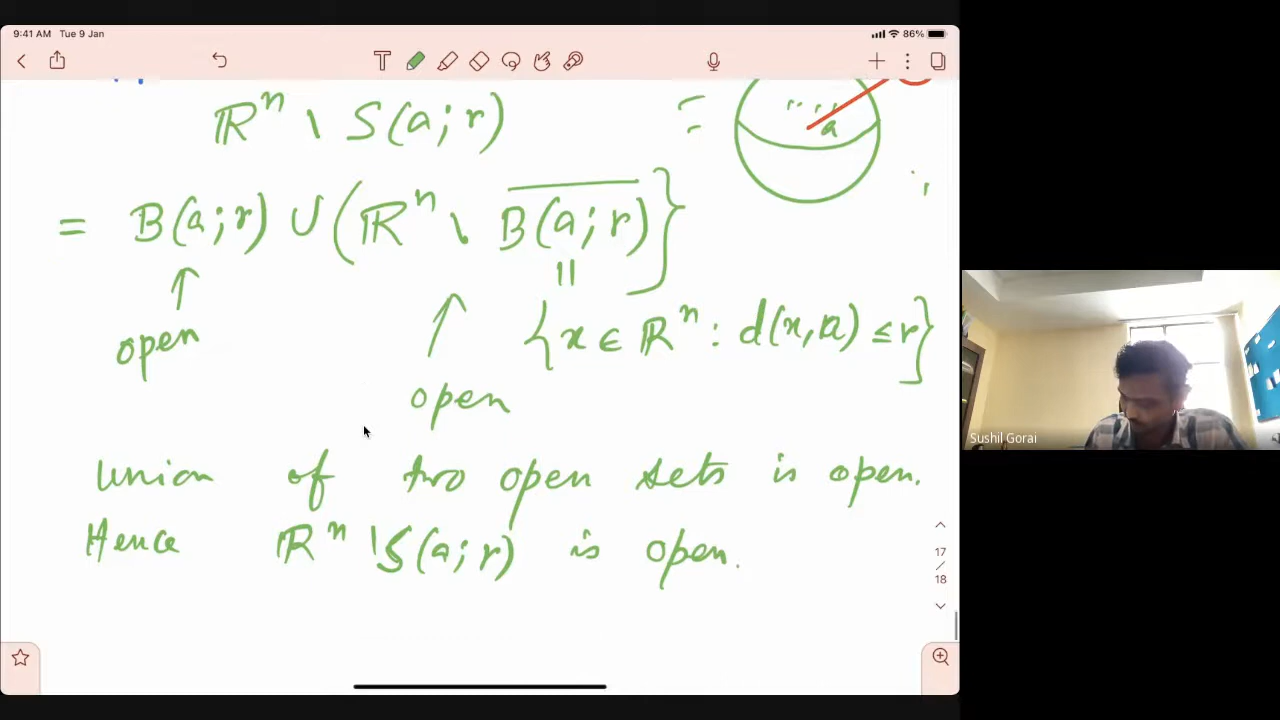 9:41 AM Tue 9 Jan 86%
ℝⁿ \ S(a;r) =
a
= B(a;r) ∪ (ℝⁿ \ \overline{B(a;r)}}
↑ ||
open ↑ {x ∈ ℝⁿ : d(x,a) ≤ r}
open
Union of two open sets is open.
Hence ℝⁿ \ S(a;r) is open.
17
/
18
Sushil Gorai